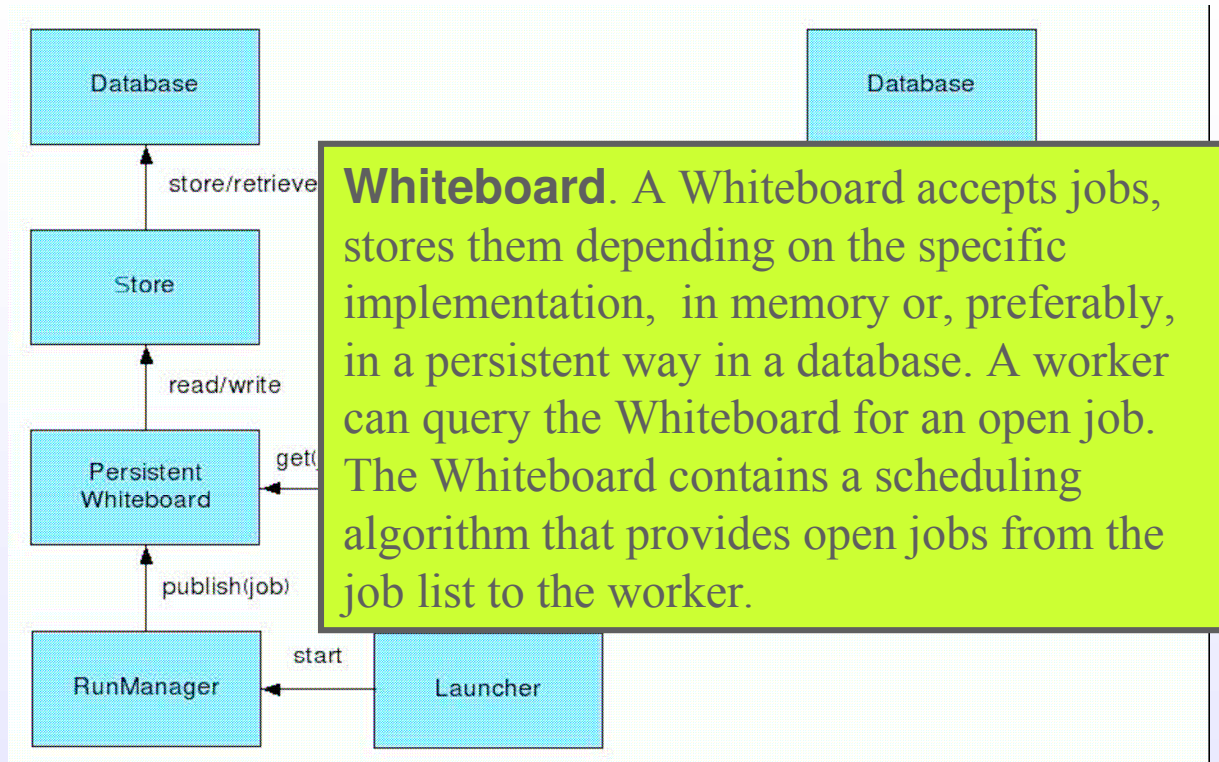 Database
Database
store/retrieve
Whiteboard. A Whiteboard accepts jobs,
stores them depending on the specific
implementation, in memory or, preferably,
in a persistent way in a database. A worker
can query the Whiteboard for an open job.
The Whiteboard contains a scheduling
algorithm that provides open jobs from the
job list to the worker.
Store
read/write
Persistent
Whiteboard
get(
publish(job)
RunManager
start
Launcher